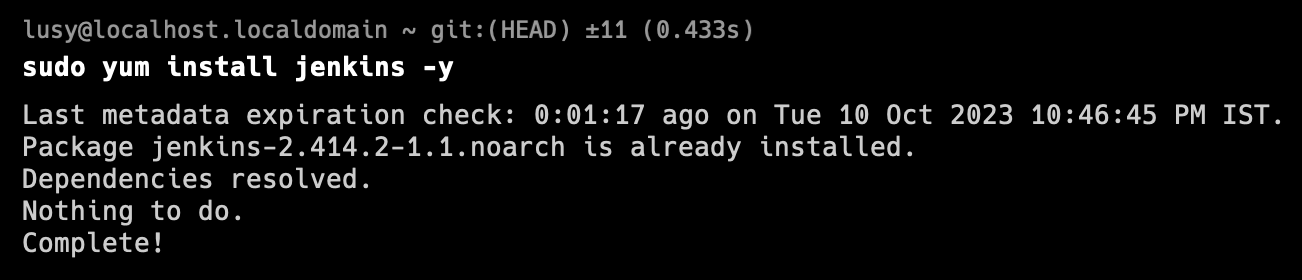 lusy@localhost.localdomain ~ git:(HEAD) ±11 (0.433s)
sudo yum install jenkins -y
Last metadata expiration check: 0:01:17 ago on Tue 10 Oct 2023 10:46:45 PM IST.
Package jenkins-2.414.2-1.1.noarch is already installed.
Dependencies resolved.
Nothing to do.
Complete!